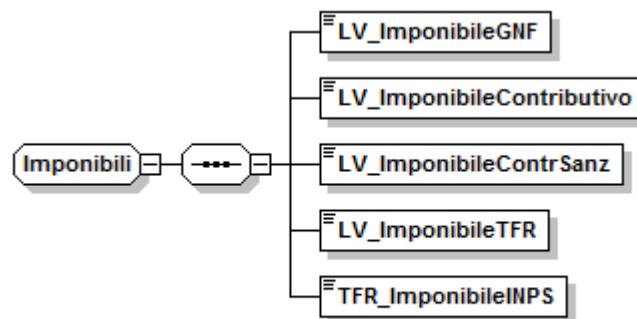 LV_ImponibileGNF
LV_ImponibileContributivo
Imponibili
LV_ImponibileContrSanz
LV_ImponibileTFR
TFR_ImponibileINPS